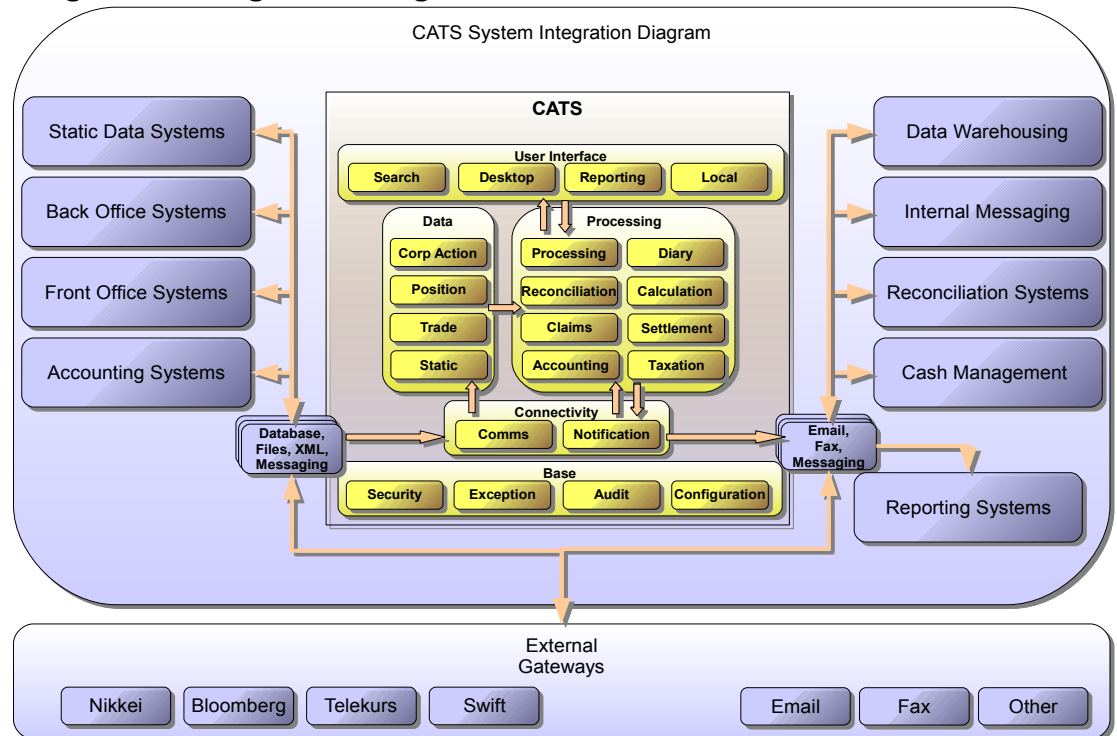 CATS System Integration Diagram
Static Data Systems
Back Office Systems
Front Office Systems
Accounting Systems
Database,
Files, XML,
Messaging
CATS
User Interface
Search
Desktop
Reporting
Local
Data
Corp Action
Position
Trade
Static
Processing
Processing
Diary
Reconciliation
Calculation
Claims
Settlement
Accounting
Taxation
Connectivity
Comms
Notification
Base
Security
Exception
Audit
Configuration
Email,
Fax,
Messaging
Data Warehousing
Internal Messaging
Reconciliation Systems
Cash Management
Reporting Systems
External
Gateways
Nikkei
Bloomberg
Telekurs
Swift
Email
Fax
Other